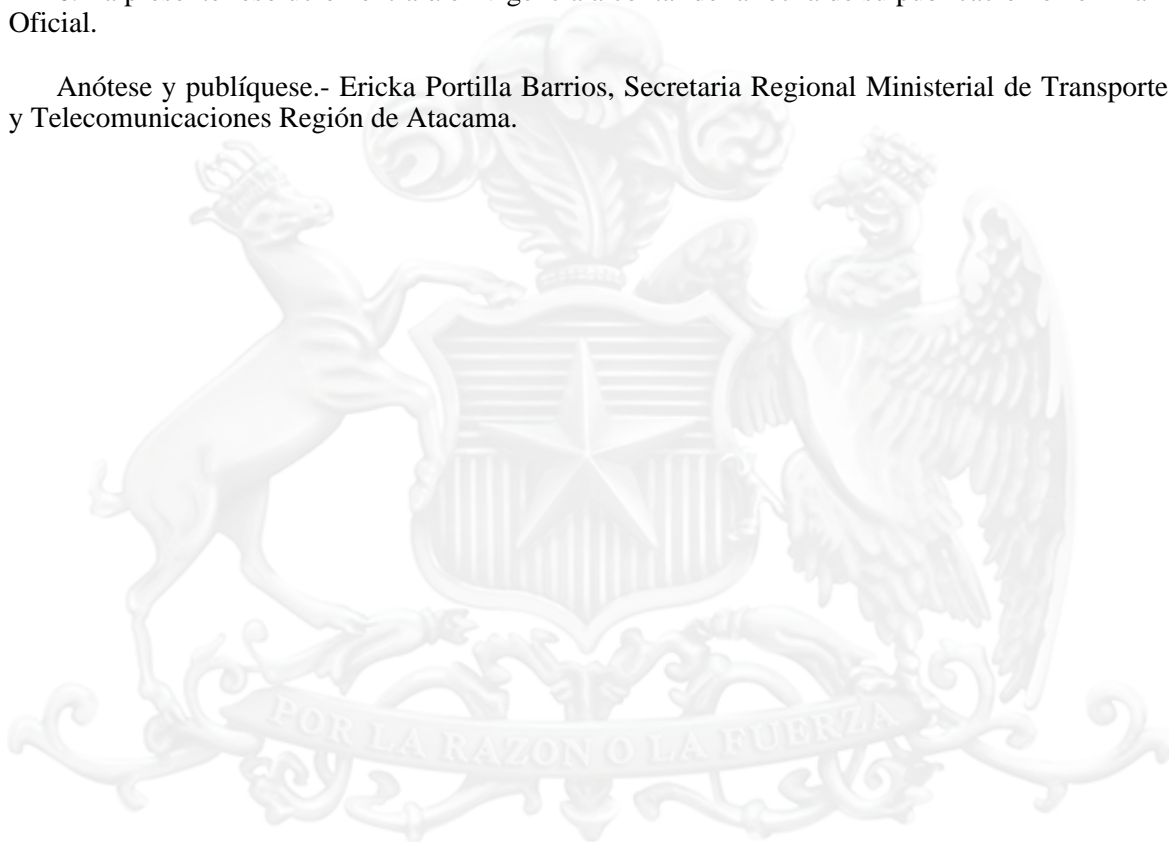 Oficial.
Anótese y publíquese.- Ericka Portilla Barrios, Secretaria Regional Ministerial de Transporte
y Telecomunicaciones Región de Atacama.
POR LA RAZON O LA FUERZA